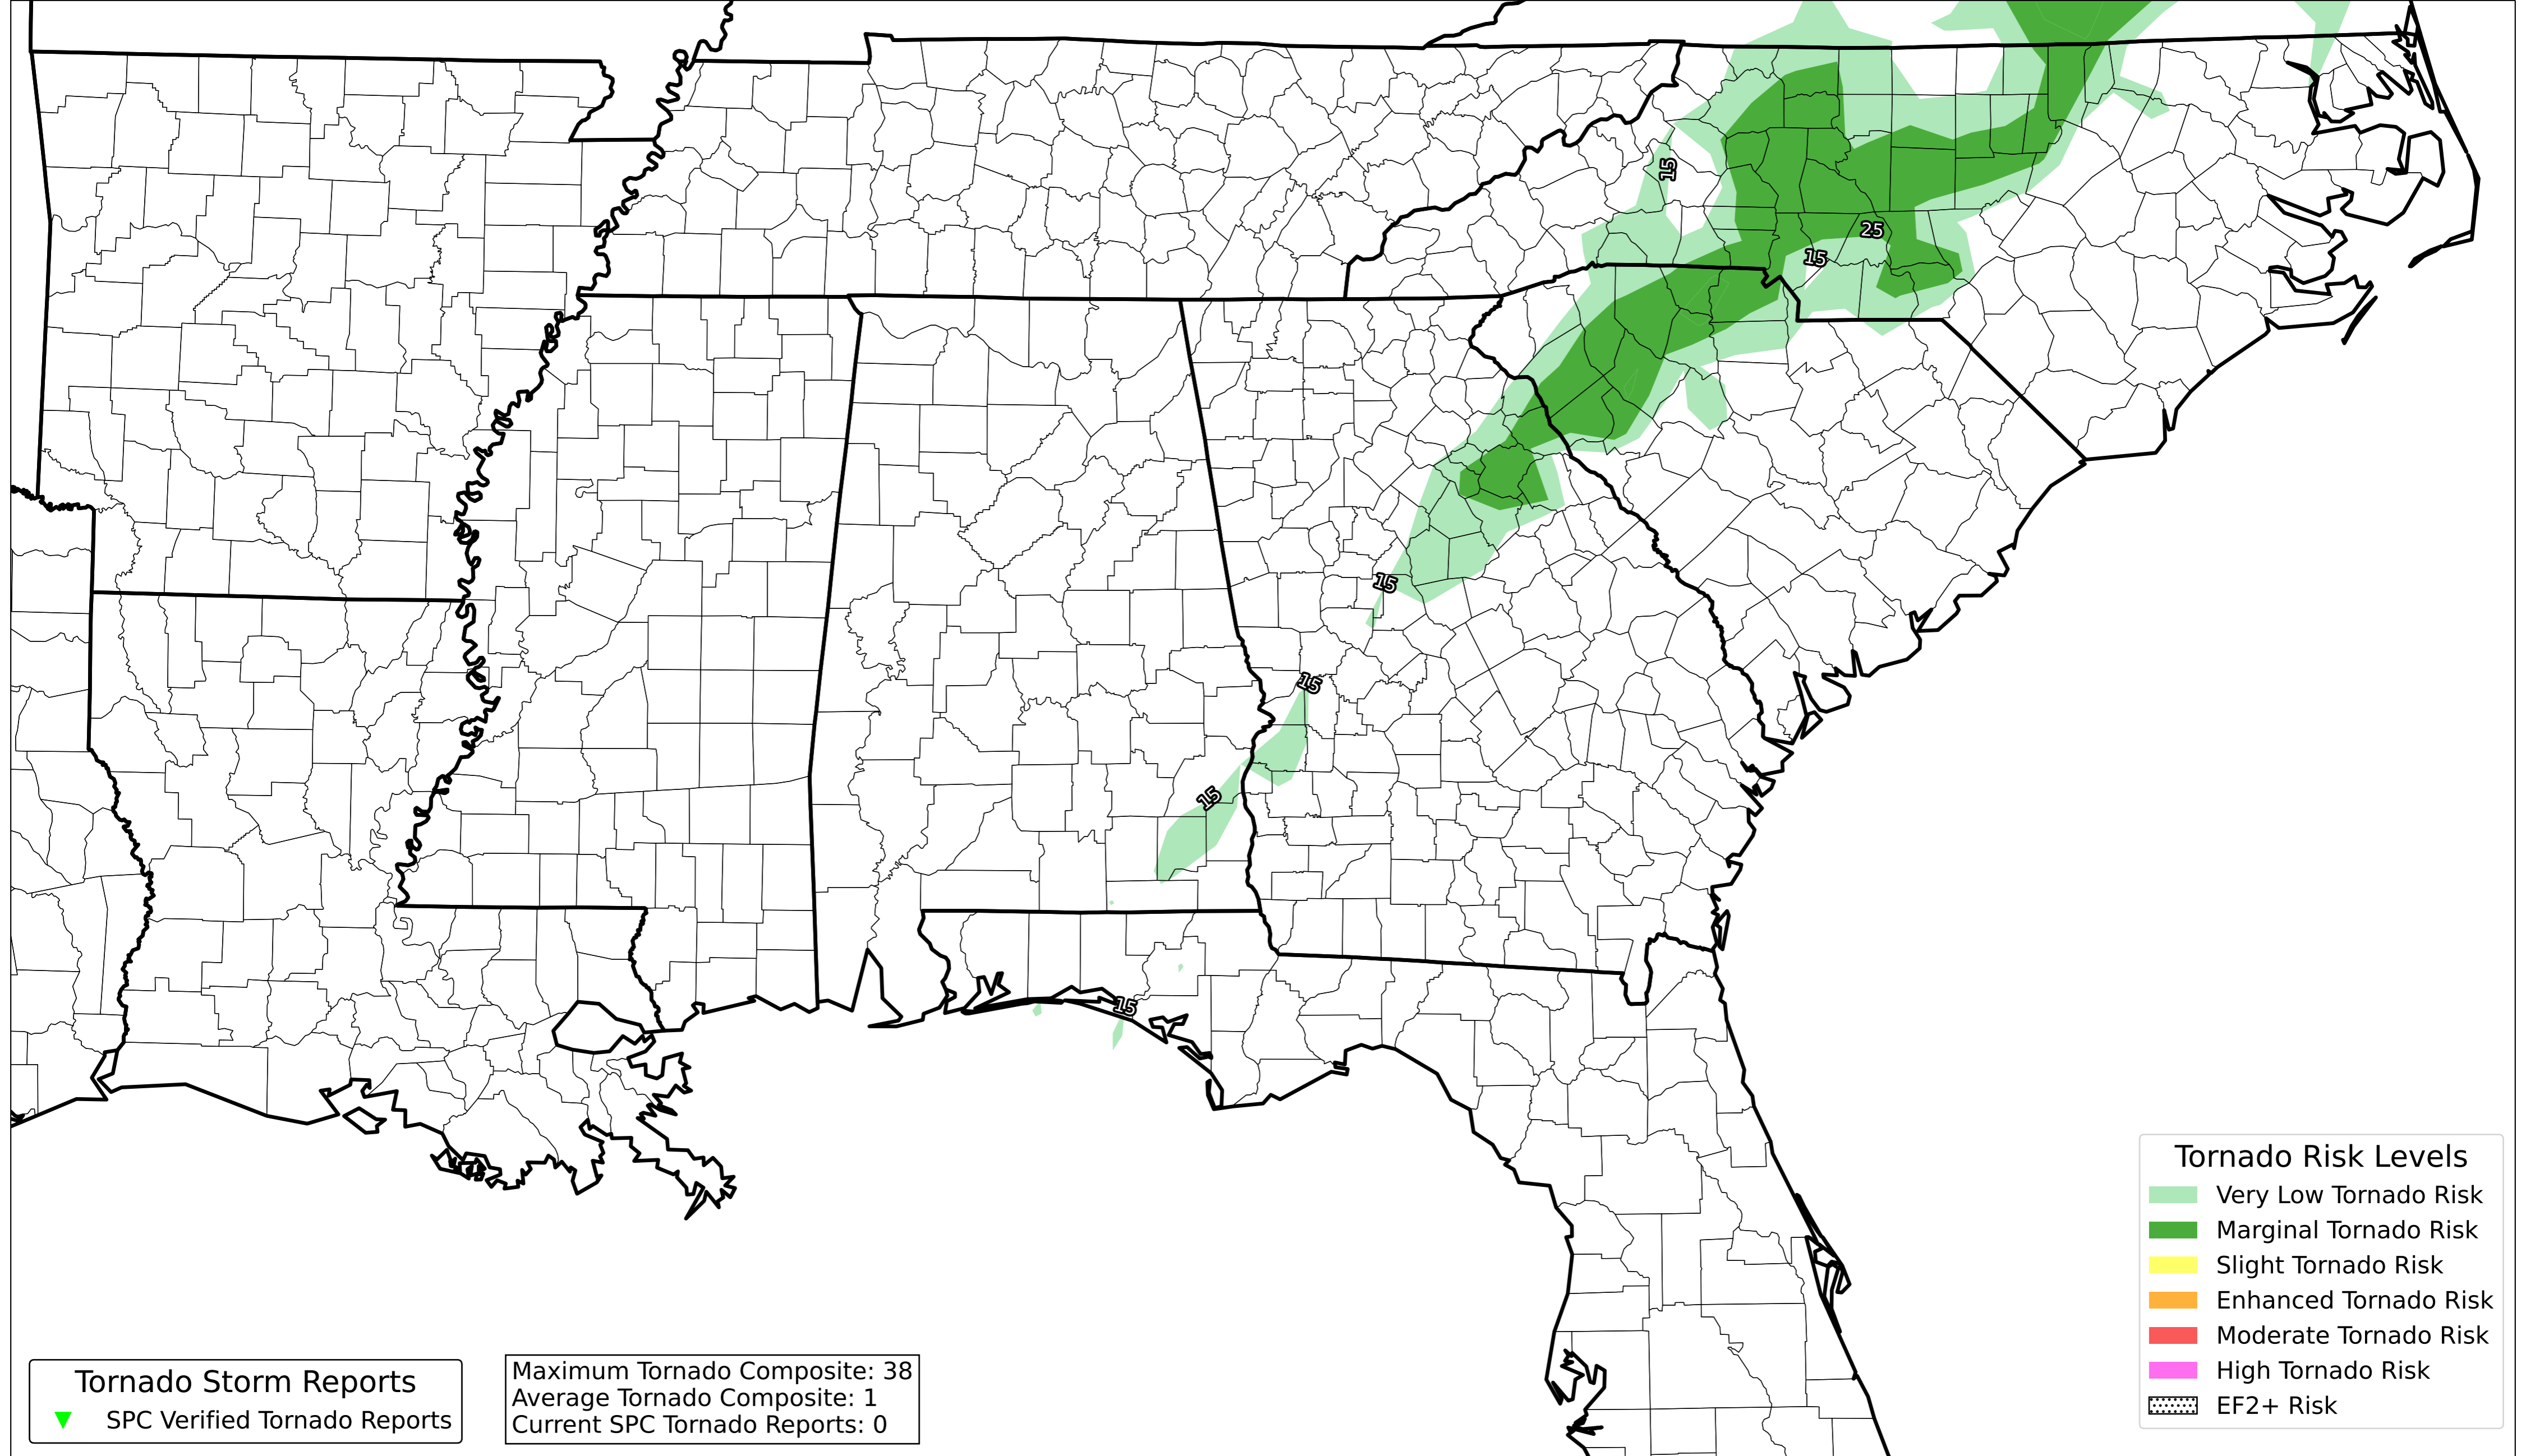 15
25
15
15
15
15
15
Tornado Risk Levels
Very Low Tornado Risk
Marginal Tornado Risk
Slight Tornado Risk
Enhanced Tornado Risk
Moderate Tornado Risk
High Tornado Risk
EF2+ Risk
Tornado Storm Reports
SPC Verified Tornado Reports
Maximum Tornado Composite: 38
Average Tornado Composite: 1
Current SPC Tornado Reports: 0